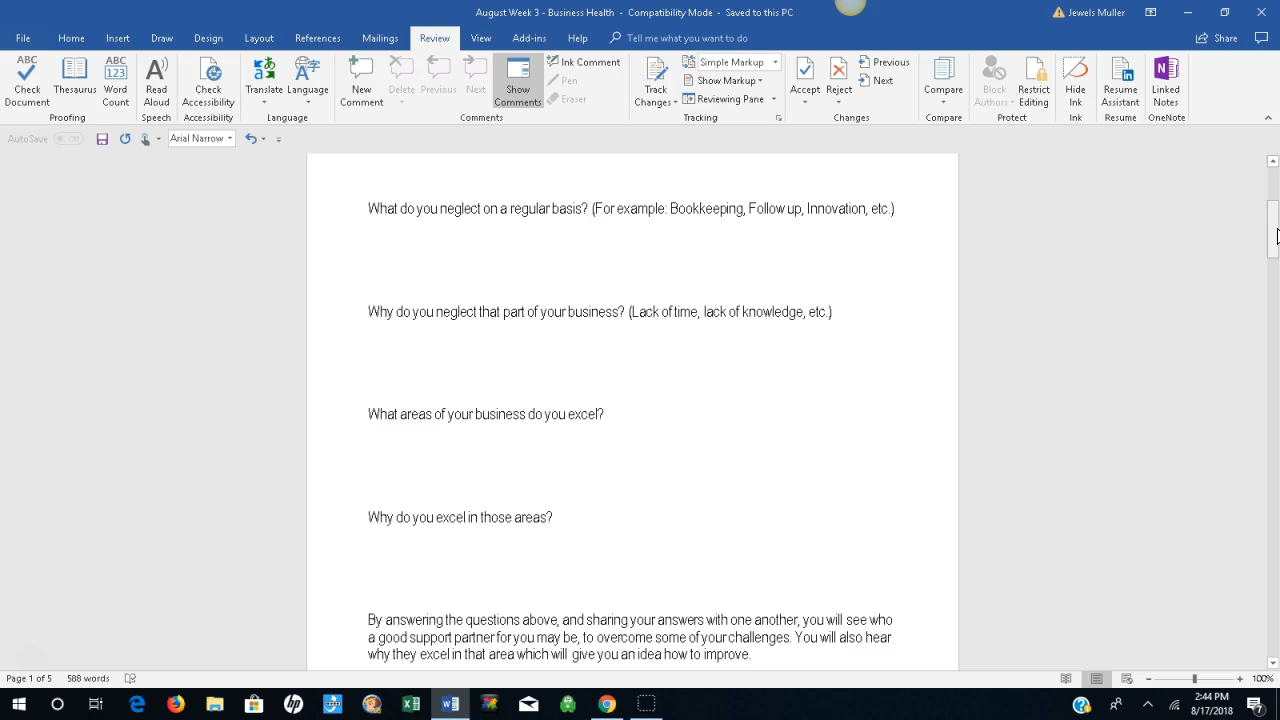 August Week 3 - Business Health - Compatibility Mode - Saved to this PC
Jewels Muller
File Home Insert Draw Design Layout References Mailings Review View Add-ins Help Tell me what you want to do Share
ABC Check Document
Thesaurus
ABC 123 Word Count
Proofing
Read Aloud
Speech
Check Accessibility
Accessibility
Translate
Language
Language
New Comment
Delete
Previous
Next
Show Comments
Ink Comment
Pen
Eraser
Comments
Track Changes
Simple Markup
Show Markup
Reviewing Pane
Tracking
Accept
Reject
Previous
Next
Changes
Compare
Compare
Block Authors
Restrict Editing
Protect
Hide Ink
Ink
Resume Assistant
Resume
Linked Notes
OneNote
AutoSave Off Arial Narrow
What do you neglect on a regular basis? (For example: Bookkeeping, Follow up, Innovation, etc.)
Why do you neglect that part of your business? (Lack of time, lack of knowledge, etc.)
What areas of your business do you excel?
Why do you excel in those areas?
By answering the questions above, and sharing your answers with one another, you will see who
a good support partner for you may be, to overcome some of your challenges. You will also hear
why they excel in that area which will give you an idea how to improve.
Page 1 of 5 588 words 100%
2:44 PM
8/17/2018